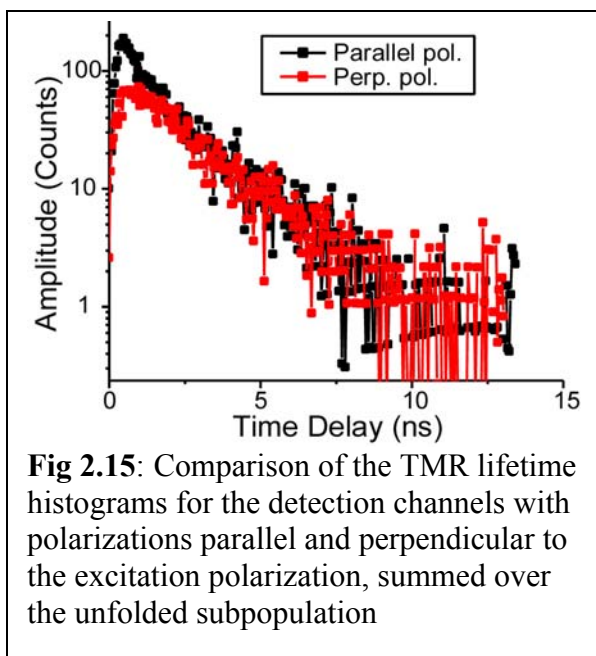 Parallel pol.
Perp. pol.
Amplitude (Counts)
100
10
1
0
5
10
15
Time Delay (ns)
Fig 2.15: Comparison of the TMR lifetime
histograms for the detection channels with
polarizations parallel and perpendicular to
the excitation polarization, summed over
the unfolded subpopulation